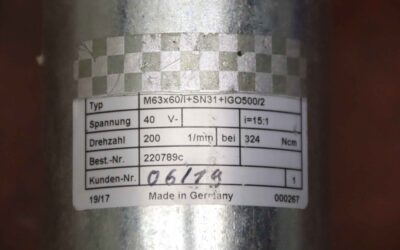 Typ M63x60/I+SN31+IGO500/2
Spannung 40 V- i=15:1
Drehzahl 200 1/min bei 324 Ncm
Best.-Nr. 220789c
Kunden-Nr. 06/19 1
19/17 Made in Germany 000267